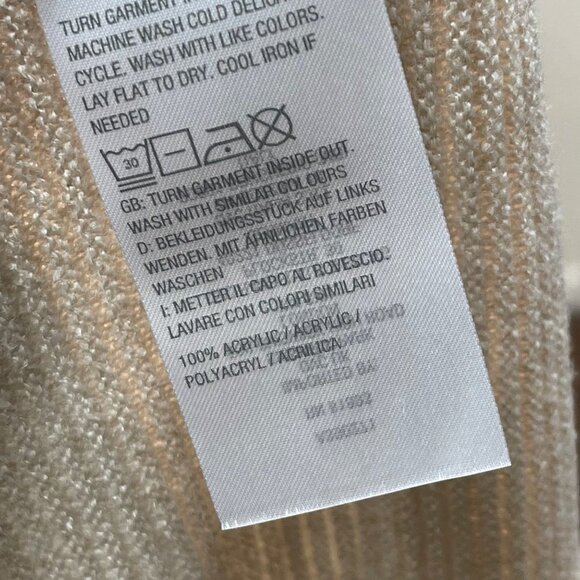 TURN GARMENT
MACHINE WASH COLD
CYCLE. WASH WITH LIKE COLORS.
LAY FLAT TO DRY. COOL IRON IF
NEEDED
30
GB: TURN GARMENT INSIDE OUT.
WASH WITH SIMILAR COLOURS
D: BEKLEIDUNGSSTÜCK AUF LINKS
WENDEN. MIT ÄHNLICHEN FARBEN
WASCHEN
I: METTER IL CAPO AL ROVESCIO.
LAVARE CON COLORI SIMILARI
100% ACRYLIC / ACRYLIC /
POLYACRYL / ACRILICA